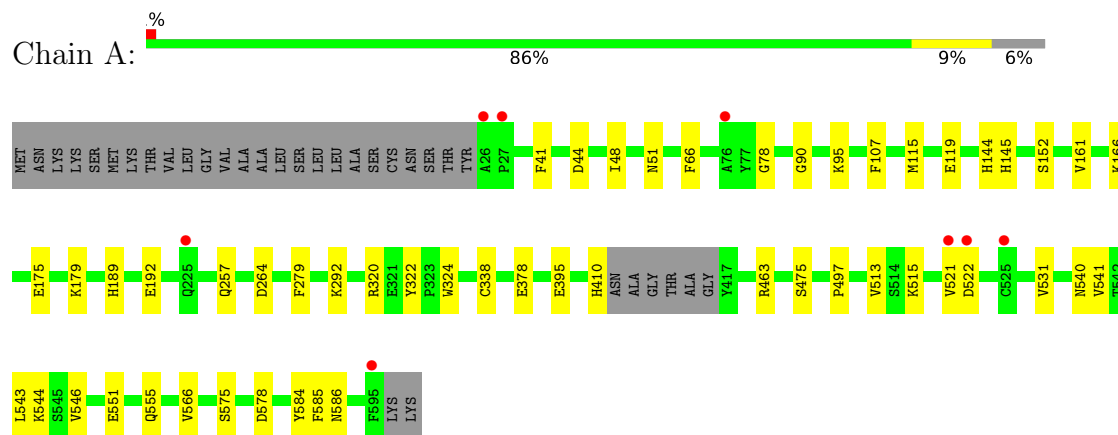 %
Chain A:
86% 9% 6%
MET ASN LYS LYS SER MET LYS THR VAL LEU GLY VAL ALA ALA LEU SER LEU LEU ALA SER CYS ASN SER THR TYR A26 P27 F41 D44 I48 N51 F66 A76 Y77 G78 G90 K95 F107 M115 E119 H144 H145 S152 V161 K166
E175 K179 H189 E192 Q225 Q257 D264 F279 K292 R320 E321 Y322 P323 W324 C338 E378 E395 H410 ASN ALA GLY THR ALA GLY Y417 R463 S475 P497 V513 S514 K515 V521 D522 C525 V531 N540 V541 T542
L543 K544 S545 V546 E551 Q555 V566 S575 D578 Y584 F585 N586 F595 LYS LYS